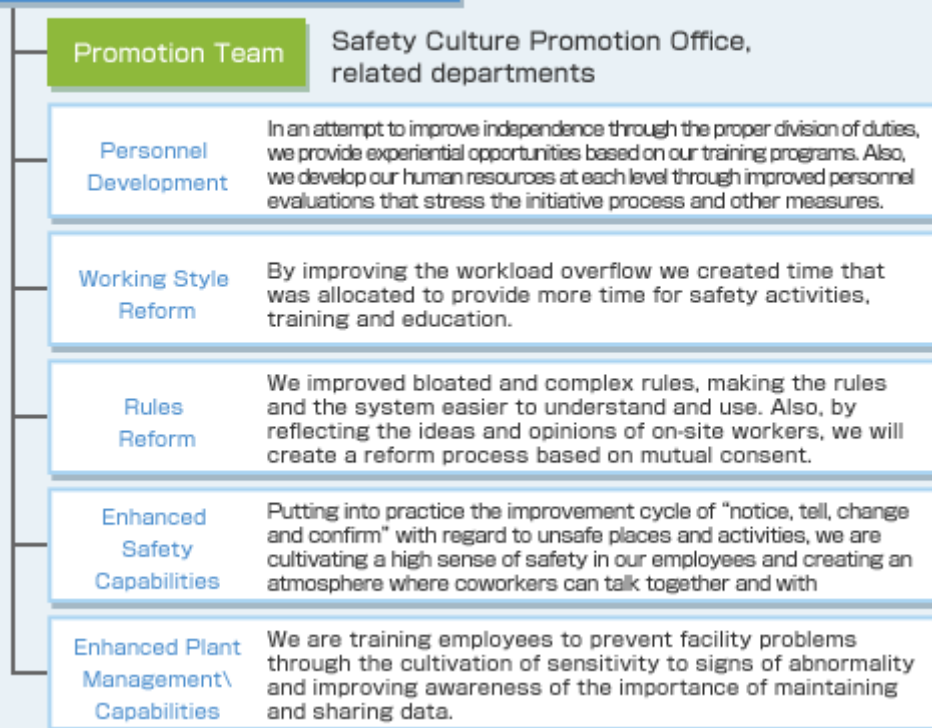 Promotion Team
Safety Culture Promotion Office,
related departments
Personnel
Development
In an attempt to improve independence through the proper division of duties,
we provide experiential opportunities based on our training programs. Also,
we develop our human resources at each level through improved personnel
evaluations that stress the initiative process and other measures.
Working Style
Reform
By improving the workload overflow we created time that
was allocated to provide more time for safety activities,
training and education.
Rules
Reform
We improved bloated and complex rules, making the rules
and the system easier to understand and use. Also, by
reflecting the ideas and opinions of on-site workers, we will
create a reform process based on mutual consent.
Enhanced
Safety
Capabilities
Putting into practice the improvement cycle of “notice, tell, change
and confirm” with regard to unsafe places and activities, we are
cultivating a high sense of safety in our employees and creating an
atmosphere where coworkers can talk together and with
Enhanced Plant
Management\
Capabilities
We are training employees to prevent facility problems
through the cultivation of sensitivity to signs of abnormality
and improving awareness of the importance of maintaining
and sharing data.